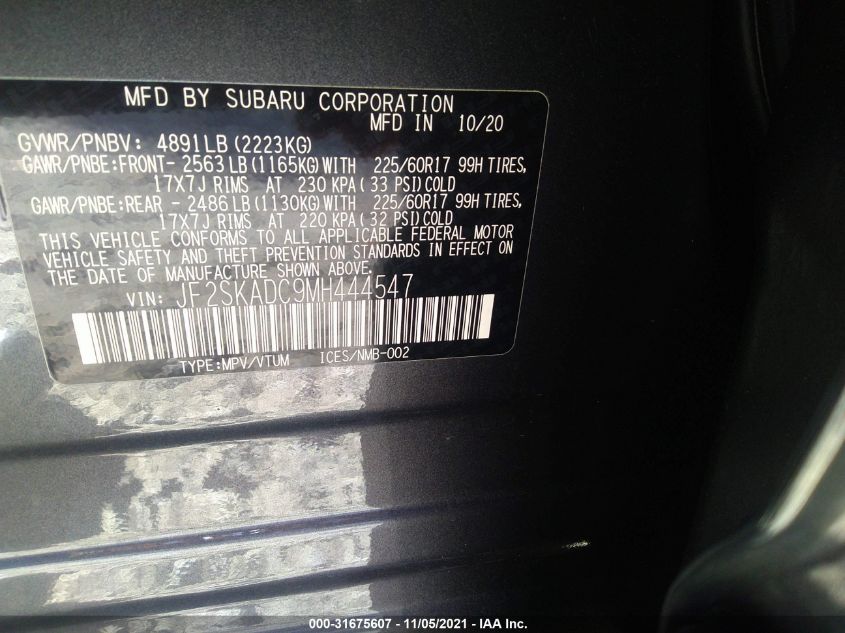 MFD BY SUBARU CORPORATION
MFD IN 10/20
GVWR/PNBV: 4891LB(2223KG)
GAWR/PNBE:FRONT- 2563LB(1165KG)WITH 225/60R17 99H TIRES,
17X7J RIMS AT 230 KPA( 33 PSI)COLD
GAWR/PNBE:REAR - 2486LB(1130KG)WITH 225/60R17 99H TIRES,
17X7J RIMS AT 220 KPA( 32 PSI)COLD
THIS VEHICLE CONFORMS TO ALL APPLICABLE FEDERAL MOTOR
VEHICLE SAFETY AND THEFT PREVENTION STANDARDS IN EFFECT ON
THE DATE OF MANUFACTURE SHOWN ABOVE.
VIN: JF2SKADC9MH444547
TYPE:MPV/VTUM ICES/NMB-002
000-31675607 - 11/05/2021 - IAA Inc.